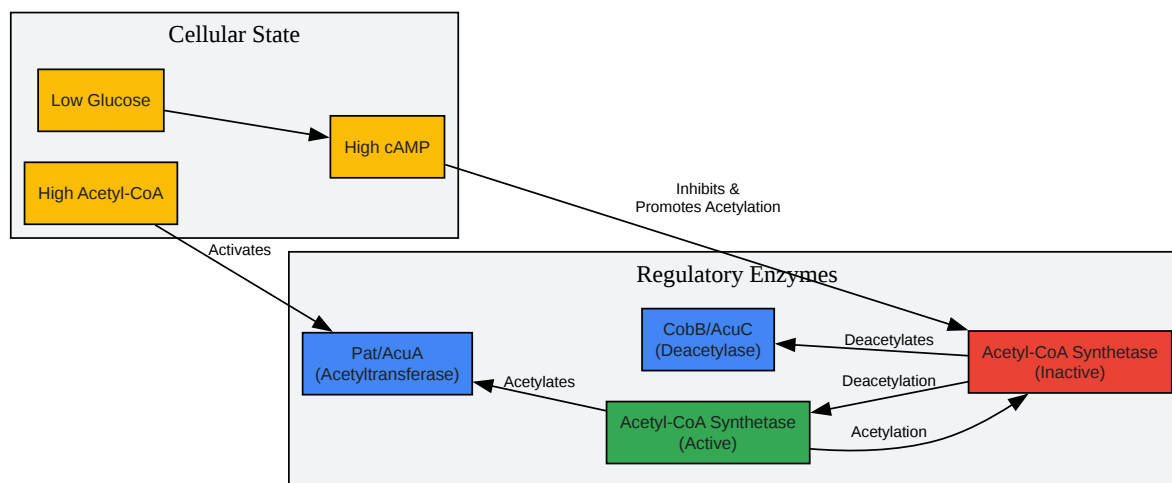 Cellular State
Low Glucose
High cAMP
High Acetyl-CoA
Inhibits &
Promotes Acetylation
Activates
Regulatory Enzymes
CobB/AcuC
(Deacetylase)
Deacetylates
Acetyl-CoA Synthetase
(Inactive)
Pat/AcuA
(Acetyltransferase)
Acetylates
Deacetylation
Acetyl-CoA Synthetase
(Active)
Acetylation